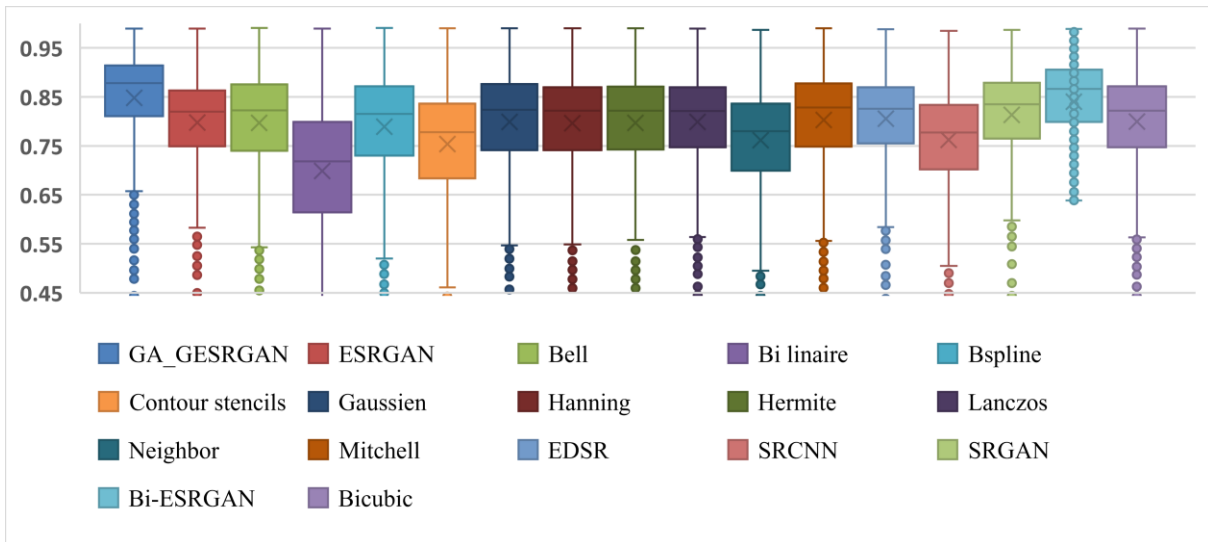 0.95
0.85
0.75
0.65
0.55
0.45
GA_GESRGAN ESRGAN Bell Bi linaire Bspline
Contour stencils Gaussien Hanning Hermite Lanczos
Neighbor Mitchell EDSR SRCNN SRGAN
Bi-ESRGAN Bicubic